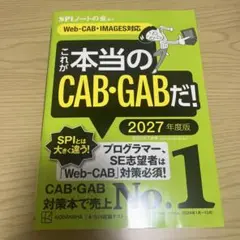 SPIノートの会
Web-CAB・IMAGES対応
これが
本当の
CAB・GABだ!
2027年度版
SPIとは
大きく違う!
プログラマー、
SE志望者は
「Web-CAB」対策必須!
CAB・GAB
対策本で売上
No.1